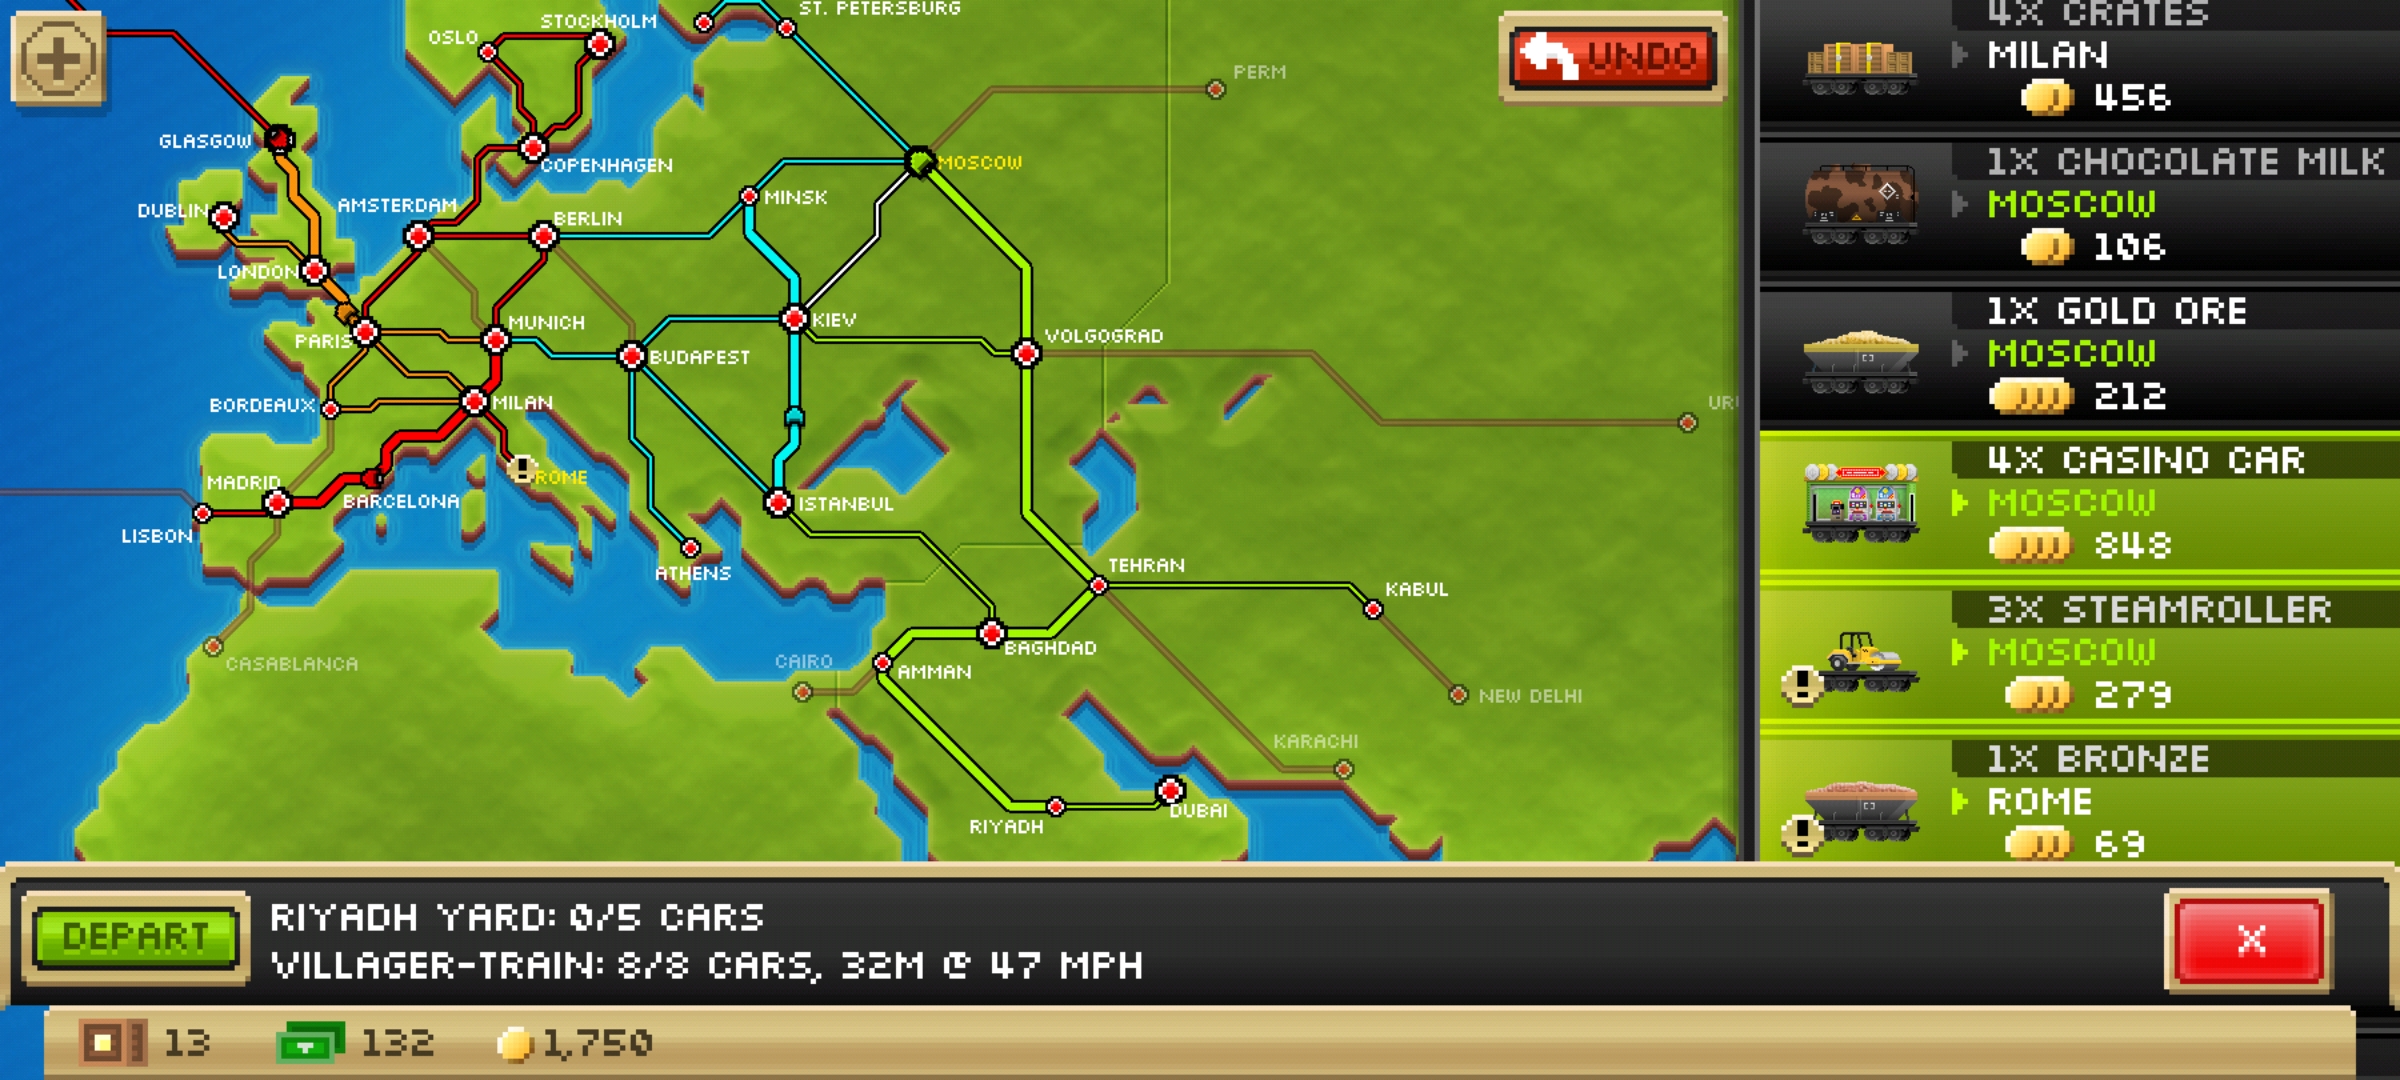 STOCKHOLM
ST. PETERSBURG
OSLO
PERM
UNDO
GLASGOW
COPENHAGEN
MOSCOW
MINSK
DUBLIN
AMSTERDAM
BERLIN
LONDON
KIEV
MUNICH
PARIS
VOLGOGRAD
BUDAPEST
BORDEAUX
MILAN
ROME
MADRID
BARCELONA
ISTANBUL
LISBON
ATHENS
TEHRAN
KABUL
BAGHDAD
CASABLANCA
CAIRO
AMMAN
NEW DELHI
KARACHI
DUBAI
RIYADH
4X CRATES
MILAN
456
1X CHOCOLATE MILK
MOSCOW
106
1X GOLD ORE
MOSCOW
212
4X CASINO CAR
MOSCOW
848
3X STEAMROLLER
MOSCOW
279
1X BRONZE
ROME
69
DEPART
RIYADH YARD: 0/5 CARS
VILLAGER-TRAIN: 8/8 CARS, 32M @ 47 MPH
X
13
132
1,750